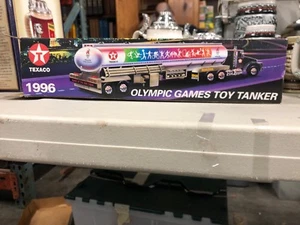 TEXACO
1996
OLYMPIC GAMES TOY TANKER